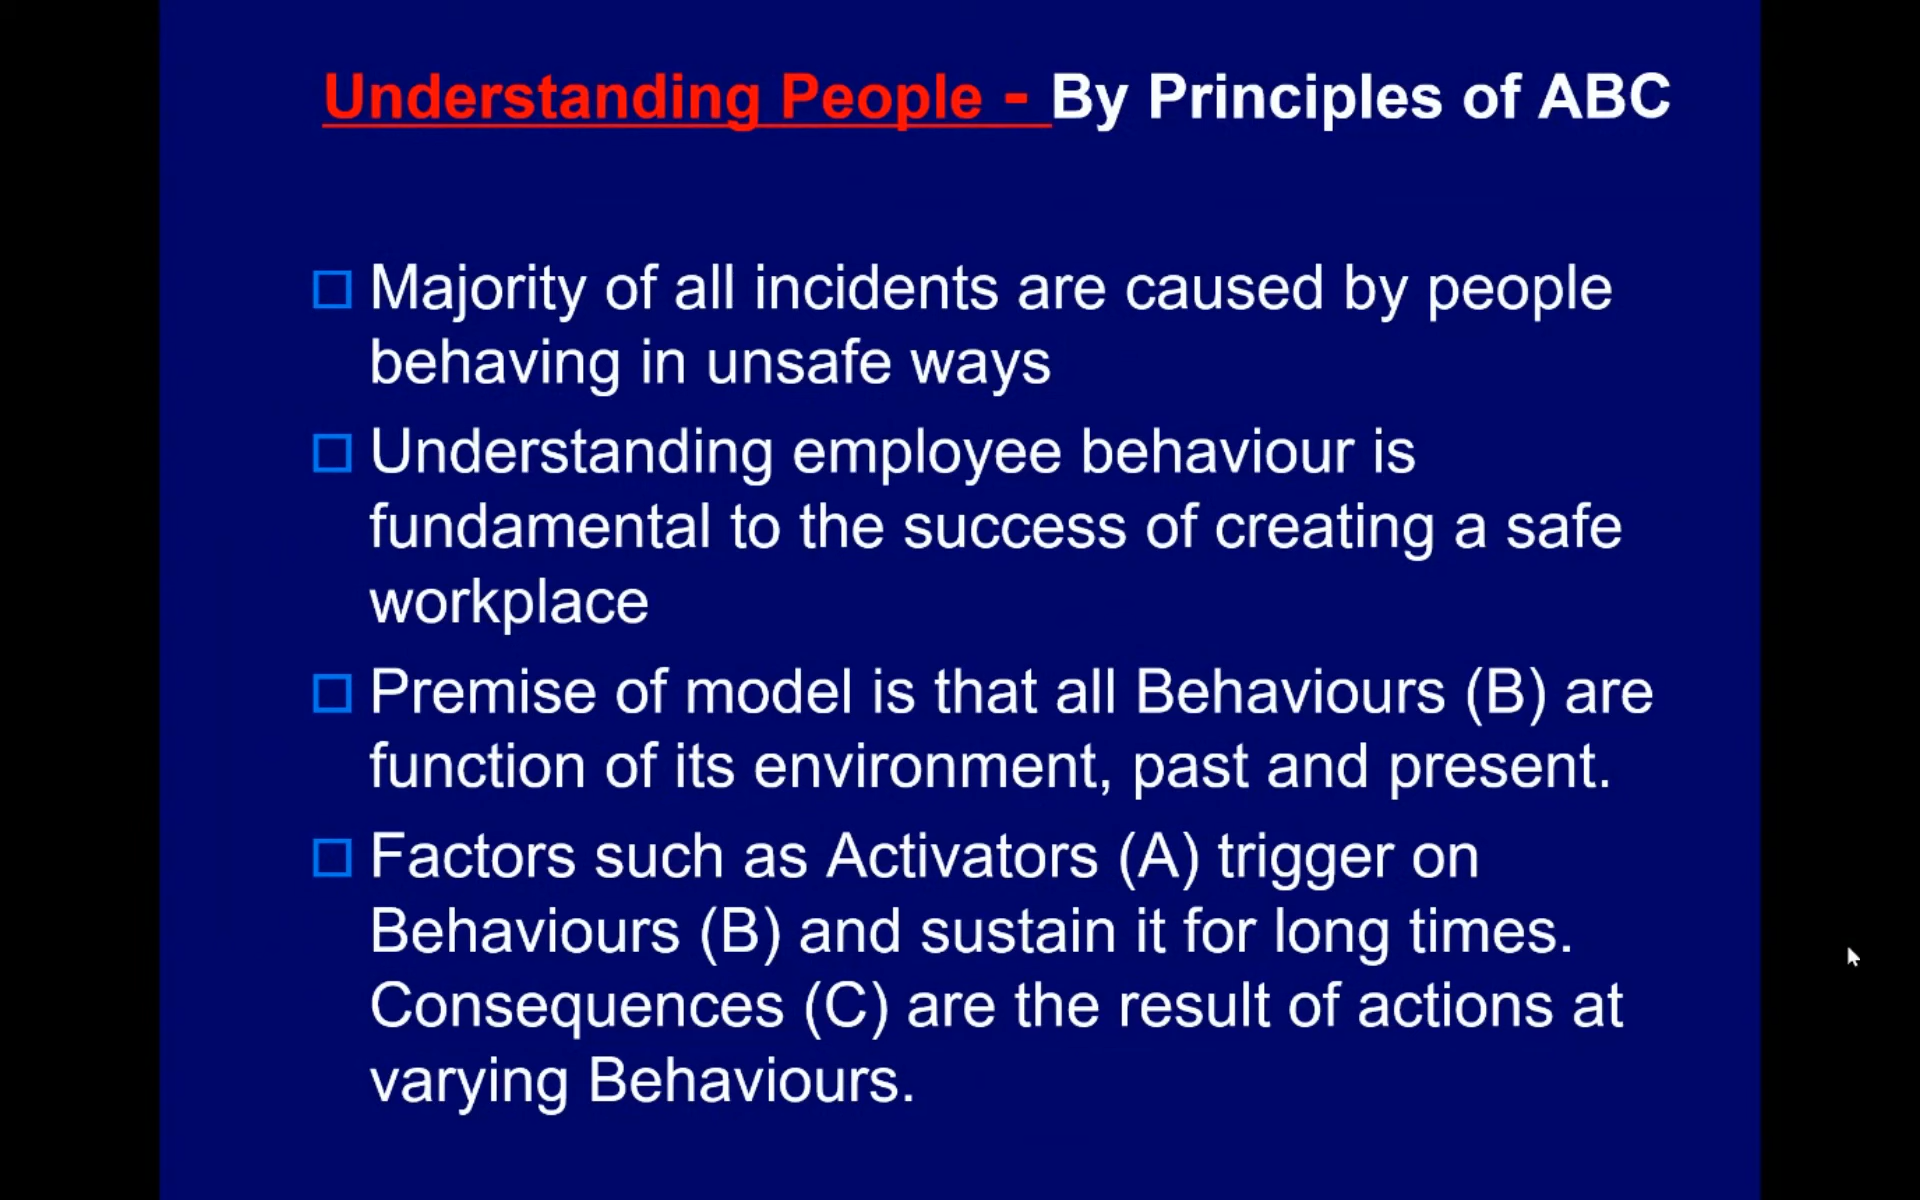 Understanding People - By Principles of ABC
Majority of all incidents are caused by people
behaving in unsafe ways
Understanding employee behaviour is
fundamental to the success of creating a safe
workplace
Premise of model is that all Behaviours (B) are
function of its environment, past and present.
Factors such as Activators (A) trigger on
Behaviours (B) and sustain it for long times.
Consequences (C) are the result of actions at
varying Behaviours.